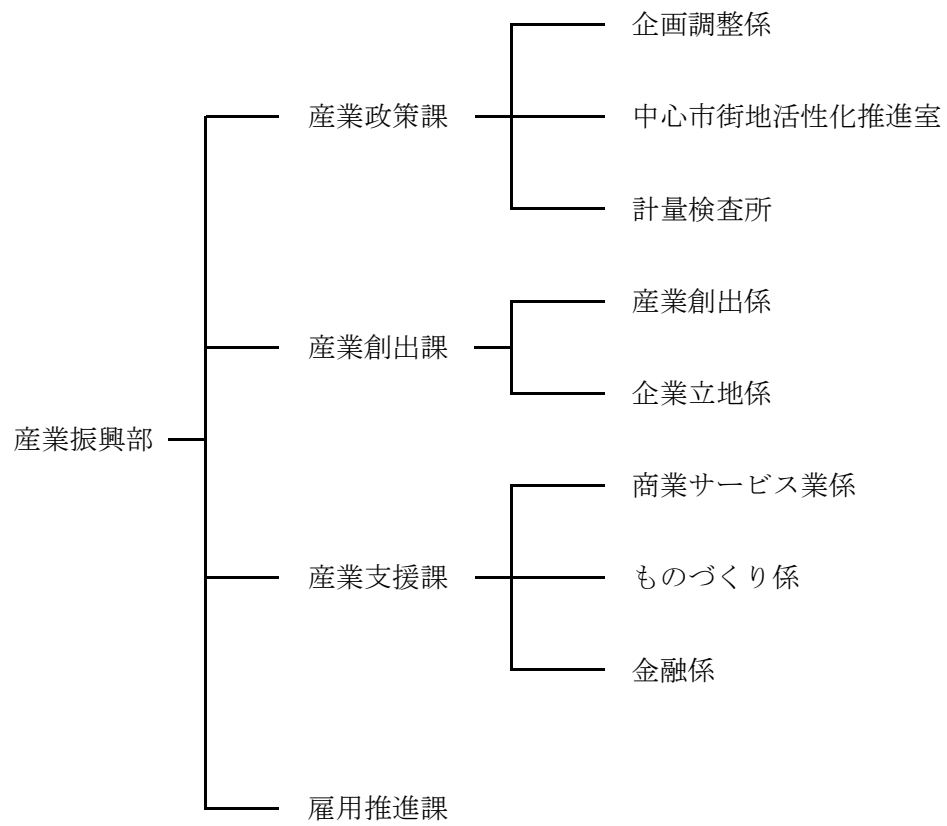 産業振興部
産業政策課
企画調整係
中心市街地活性化推進室
計量検査所
産業創出課
産業創出係
企業立地係
産業支援課
商業サービス業係
ものづくり係
金融係
雇用推進課